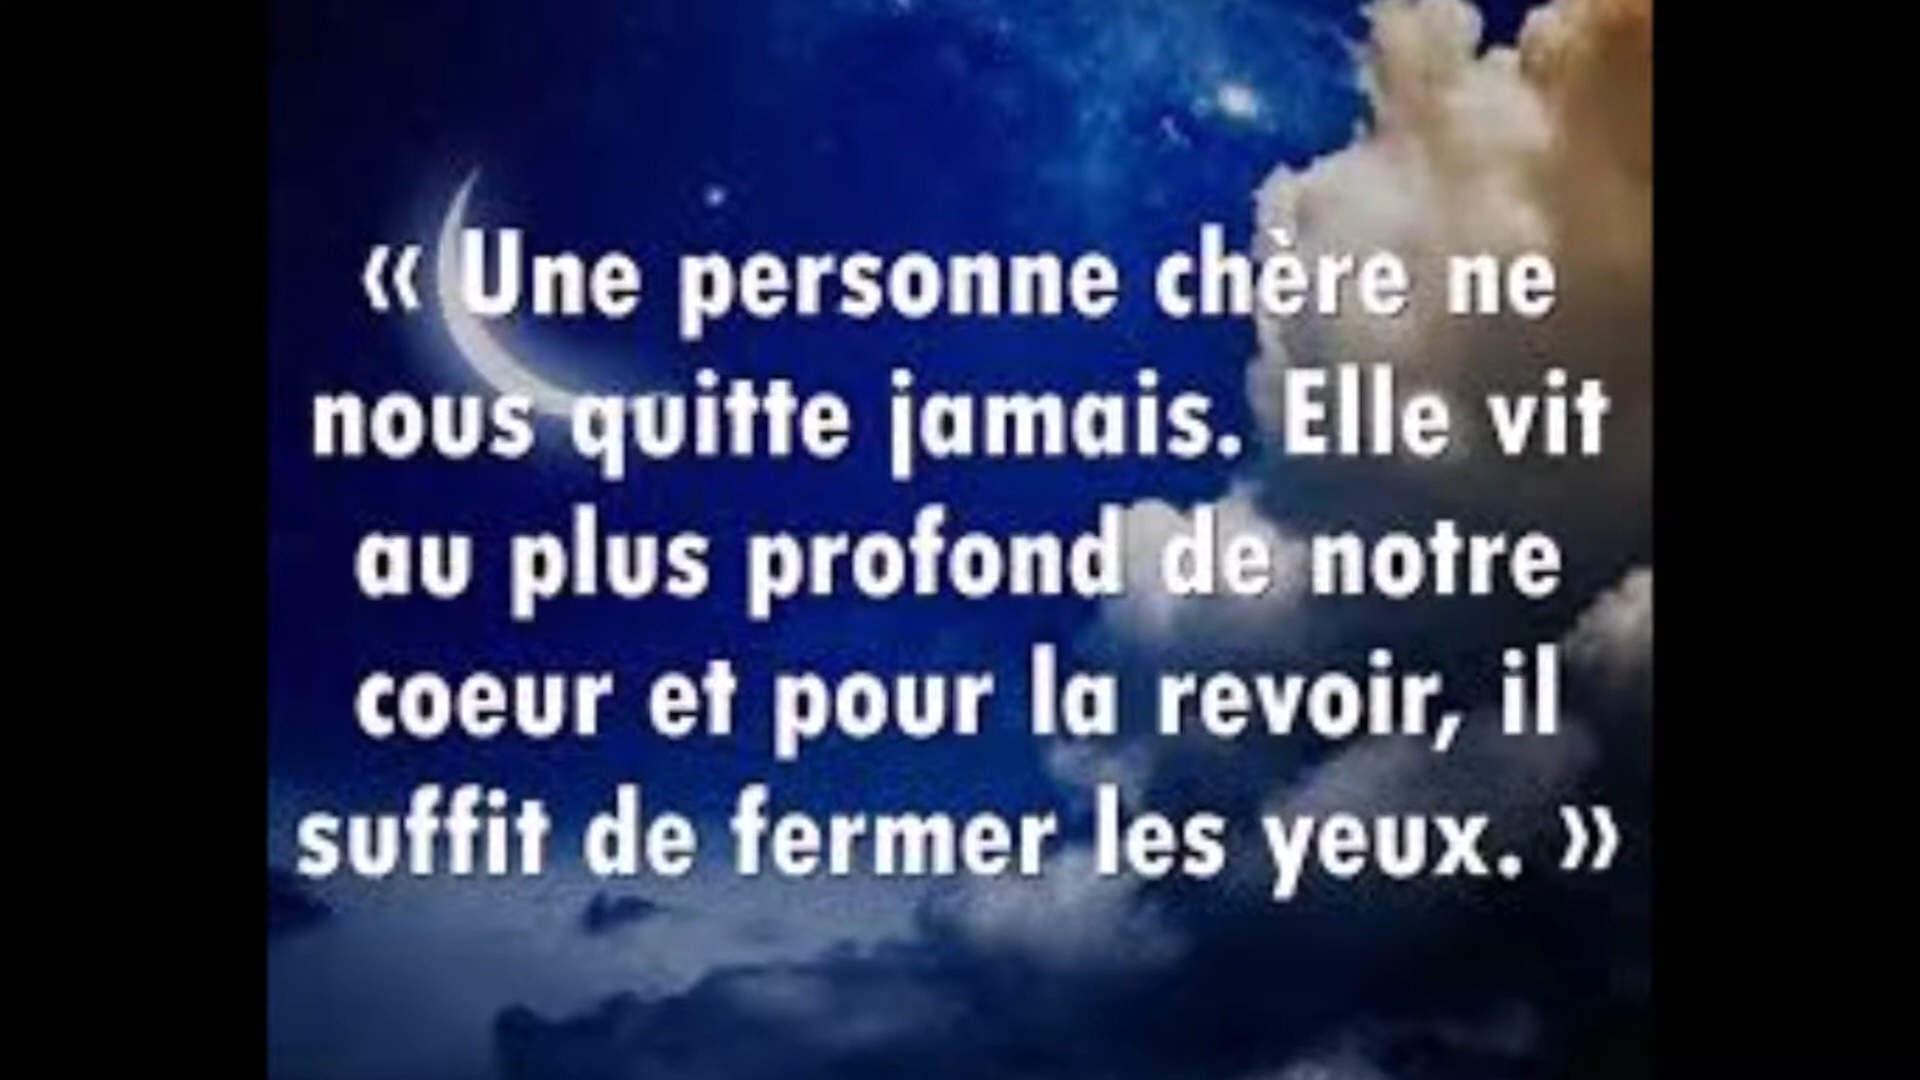 « Une personne chère ne
nous quitte jamais. Elle vit
au plus profond de notre
coeur et pour la revoir, il
suffit de fermer les yeux. »